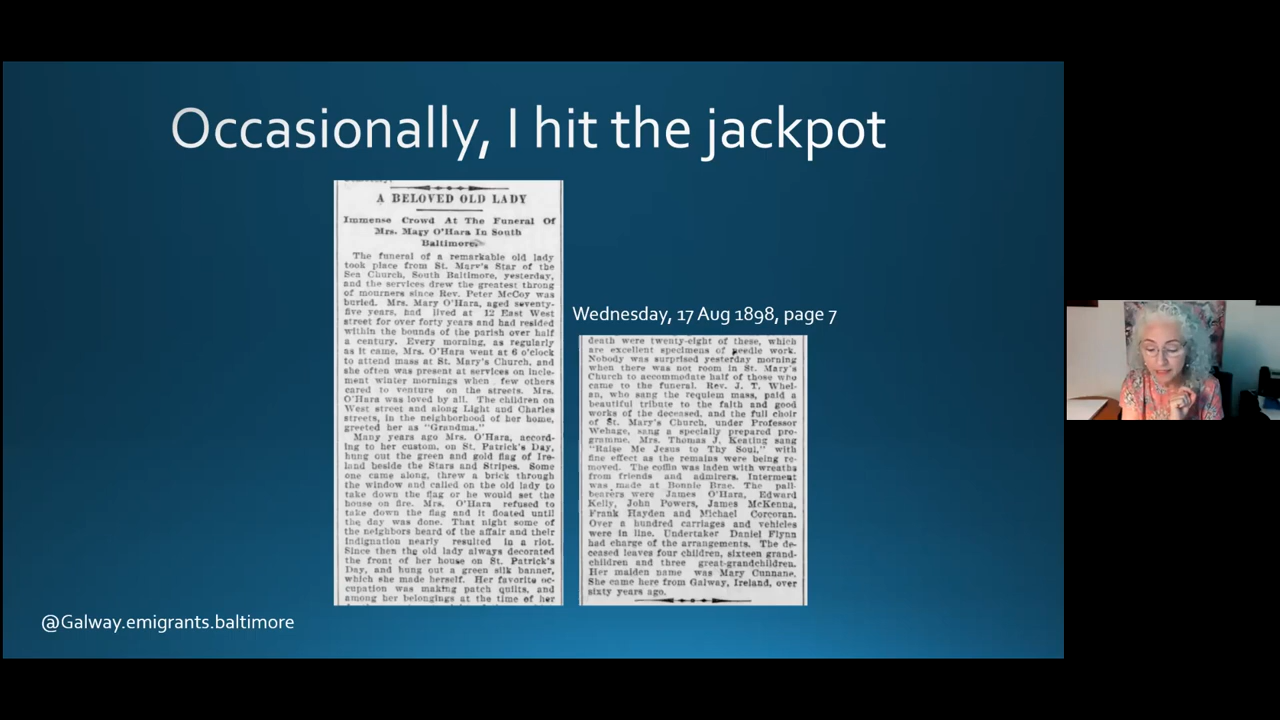 Occasionally, I hit the jackpot
A BELOVED OLD LADY
Immense Crowd At The Funeral Of
Mrs. Mary O'Hara In South
Baltimore.
The funeral of a remarkable old lady
took place from St. Mary's Star of the
Sea Church, South Baltimore, yesterday,
and the services drew the greatest throng
of mourners since Rev. Peter McCoy was
buried. Mrs. Mary O'Hara, aged seventy-
five years, had lived at 12 East West
street for over forty years and had resided
within the bounds of the parish over half
a century. Every morning, as regularly
as it came, Mrs. O'Hara went at 6 o'clock
to attend mass at St. Mary's Church, and
she often was present at services on incle-
ment winter mornings when few others
cared to venture on the streets. Mrs.
O'Hara was loved by all. The children on
West street and along Light and Charles
streets, in the neighborhood of her home,
greeted her as "Grandma."
Many years ago Mrs. O'Hara, accord-
ing to her custom, on St. Patrick's Day,
hung out the green and gold flag of Ire-
land beside the Stars and Stripes. Some
one came along, threw a brick through
the window and called on the old lady to
take down the flag or he would set the
house on fire. Mrs. O'Hara refused to
take down the flag and it floated until
the day was done. That night some of
the neighbors heard of the affair and their
indignation nearly resulted in a riot.
Since then the old lady always decorated
the front of her house on St. Patrick's
Day, and hung out a green silk banner,
which she made herself. Her favorite oc-
cupation was making patch quilts, and
among her belongings at the time of her
Wednesday, 17 Aug 1898, page 7
death were twenty-eight of these, which
are excellent specimens of needle work.
Nobody was surprised yesterday morning
when there was not room in St. Mary's
Church to accommodate half of those who
came to the funeral. Rev. J. T. Whel-
an, who sang the requiem mass, paid a
beautiful tribute to the faith and good
works of the deceased, and the full choir
of St. Mary's Church, under Professor
Wehage, sang a specially prepared pro-
gramme. Mrs. Thomas J. Keating sang
"Raise Me Jesus to Thy Soul," with
fine effect as the remains were being re-
moved. The coffin was laden with wreaths
from friends and admirers. Interment
was made at Bonnie Brae. The pall-
bearers were James O'Hara, Edward
Kelly, John Powers, James McKenna,
Frank Hayden and Michael Corcoran.
Over a hundred carriages and vehicles
were in line. Undertaker Daniel Flynn
had charge of the arrangements. The de-
ceased leaves four children, sixteen grand-
children and three great-grandchildren.
Her maiden name was Mary Cunnane.
She came here from Galway, Ireland, over
sixty years ago.
@Galway.emigrants.baltimore